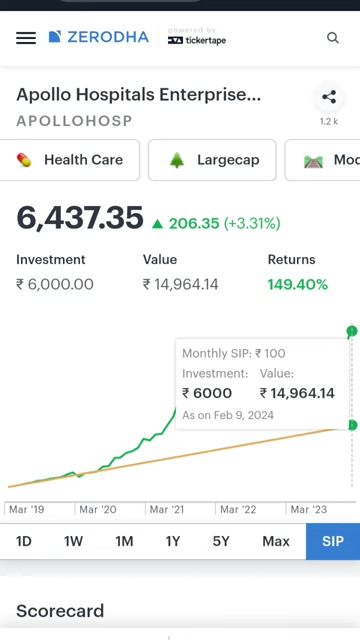 ZERODHA
powered by
tickertape
Apollo Hospitals Enterprise...
APOLLOHOSP
1.2 k
Health Care
Largecap
Mod
6,437.35 ▲ 206.35 (+3.31%)
Investment Value Returns
₹ 6,000.00 ₹ 14,964.14 149.40%
Monthly SIP: ₹ 100
Investment: Value:
₹ 6000 ₹ 14,964.14
As on Feb 9, 2024
Mar '19 Mar '20 Mar '21 Mar '22 Mar '23
1D 1W 1M 1Y 5Y Max SIP
Scorecard